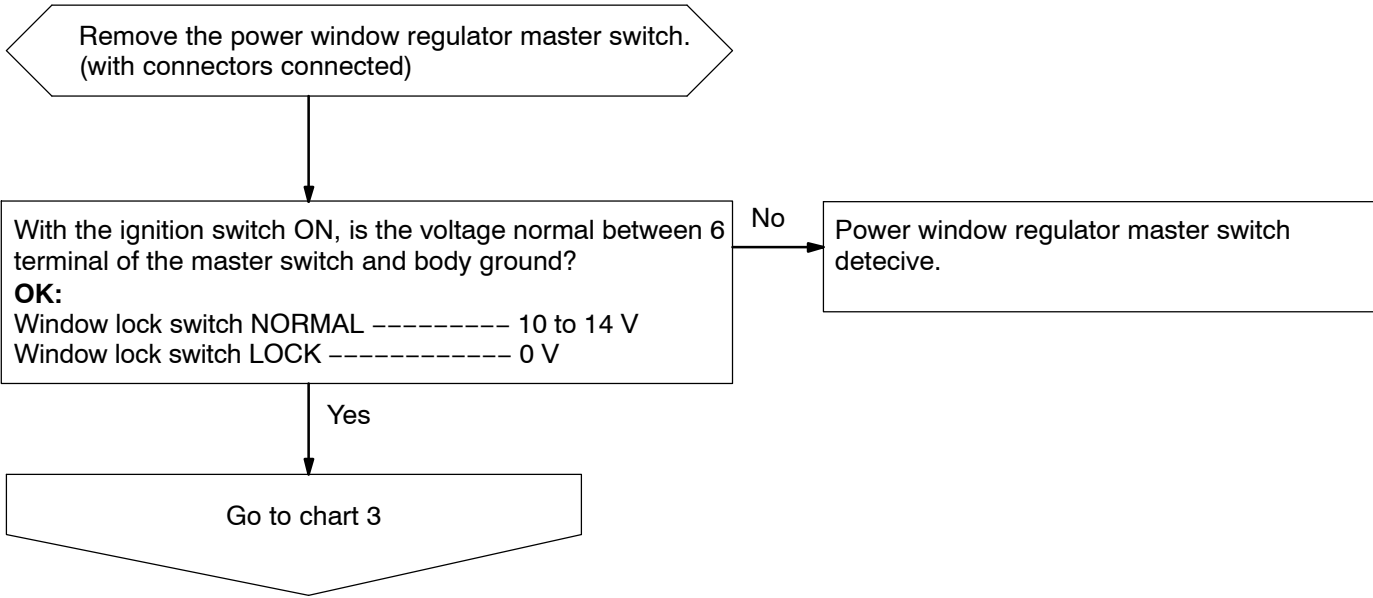 Remove the power window regulator master switch.
(with connectors connected)
With the ignition switch ON, is the voltage normal between 6
terminal of the master switch and body ground?
OK:
Window lock switch NORMAL −−−−−−−−− 10 to 14 V
Window lock switch LOCK −−−−−−−−−−−− 0 V
No
Power window regulator master switch
detecive.
Yes
Go to chart 3